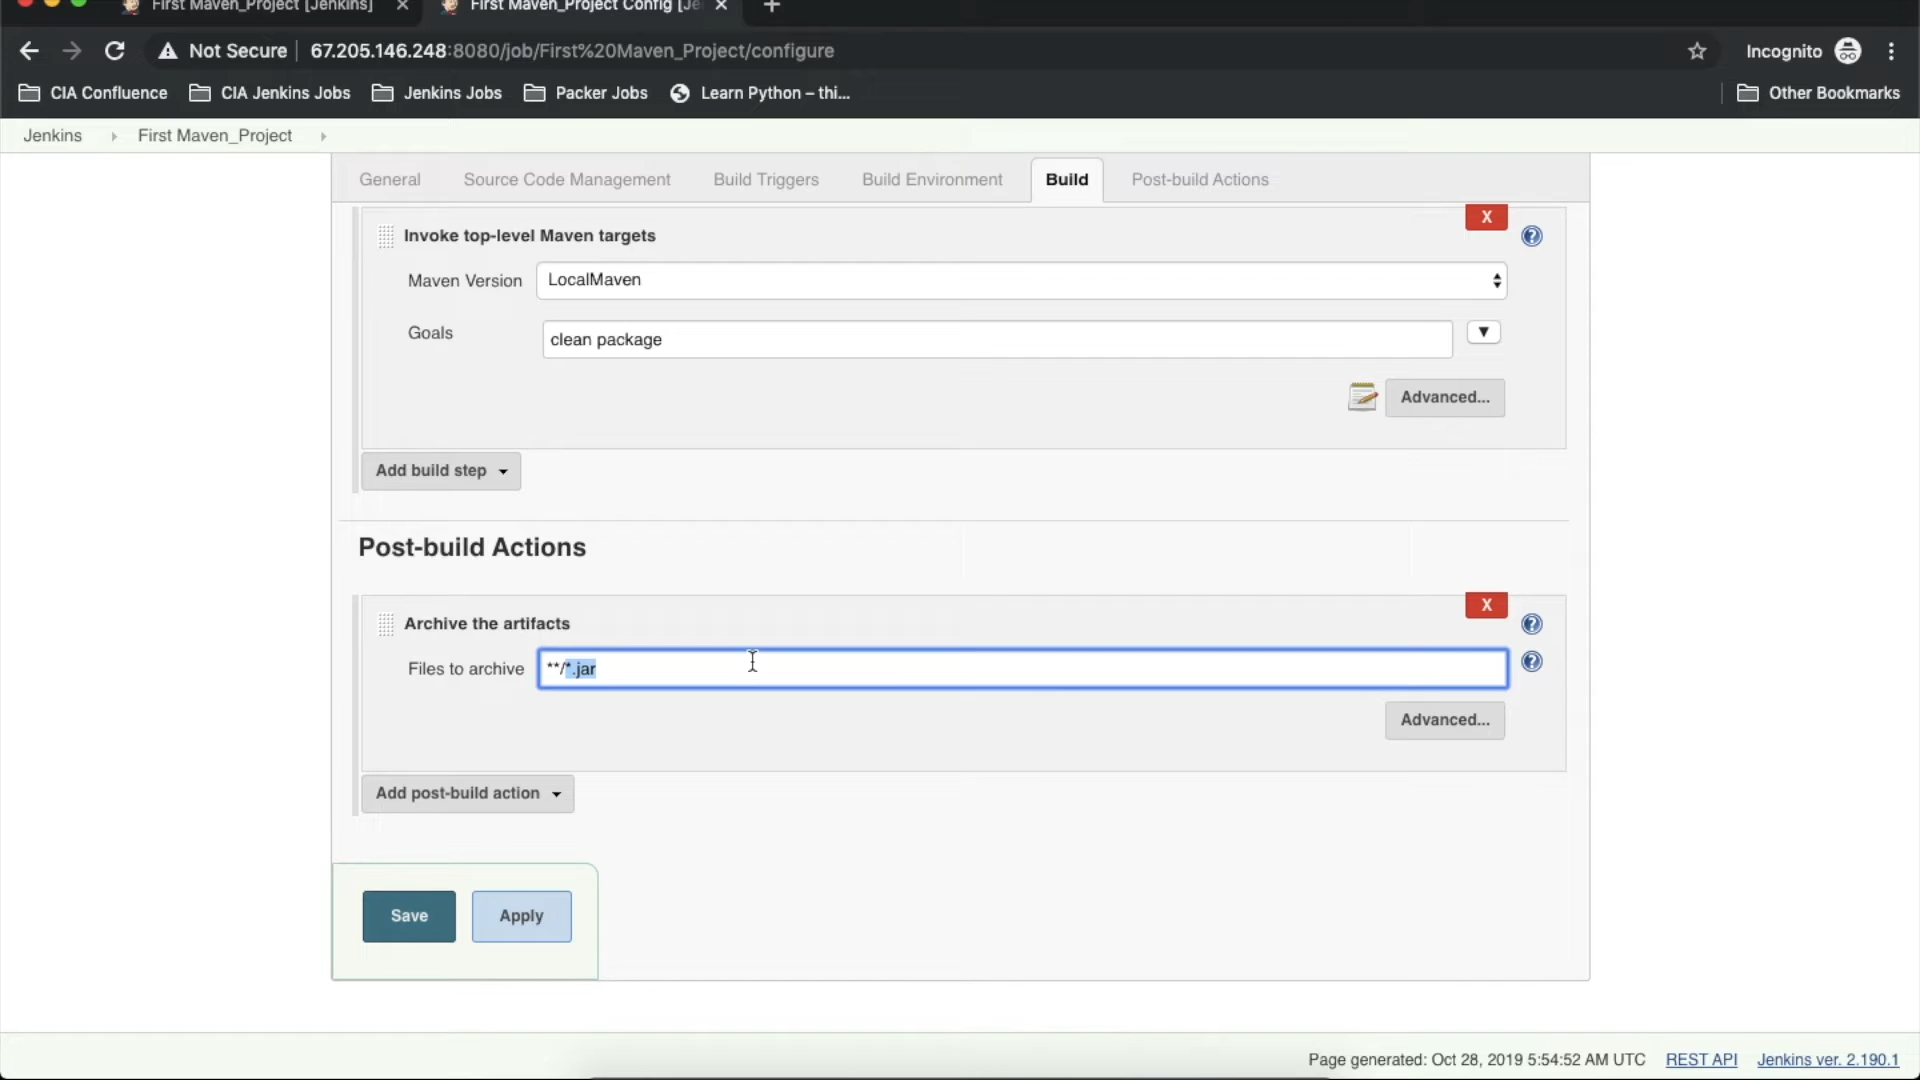 First Maven_Project [Jenkins]
First Maven_Project Config [Je
Not Secure
67.205.146.248:8080/job/First%20Maven_Project/configure
Incognito
CIA Confluence
CIA Jenkins Jobs
Jenkins Jobs
Packer Jobs
Learn Python – thi...
Other Bookmarks
Jenkins
First Maven_Project
General
Source Code Management
Build Triggers
Build Environment
Build
Post-build Actions
X
Invoke top-level Maven targets
Maven Version
LocalMaven
Goals
clean package
Advanced...
Add build step
Post-build Actions
X
Archive the artifacts
Files to archive
**/*.jar
Advanced...
Add post-build action
Save
Apply
Page generated: Oct 28, 2019 5:54:52 AM UTC
REST API
Jenkins ver. 2.190.1